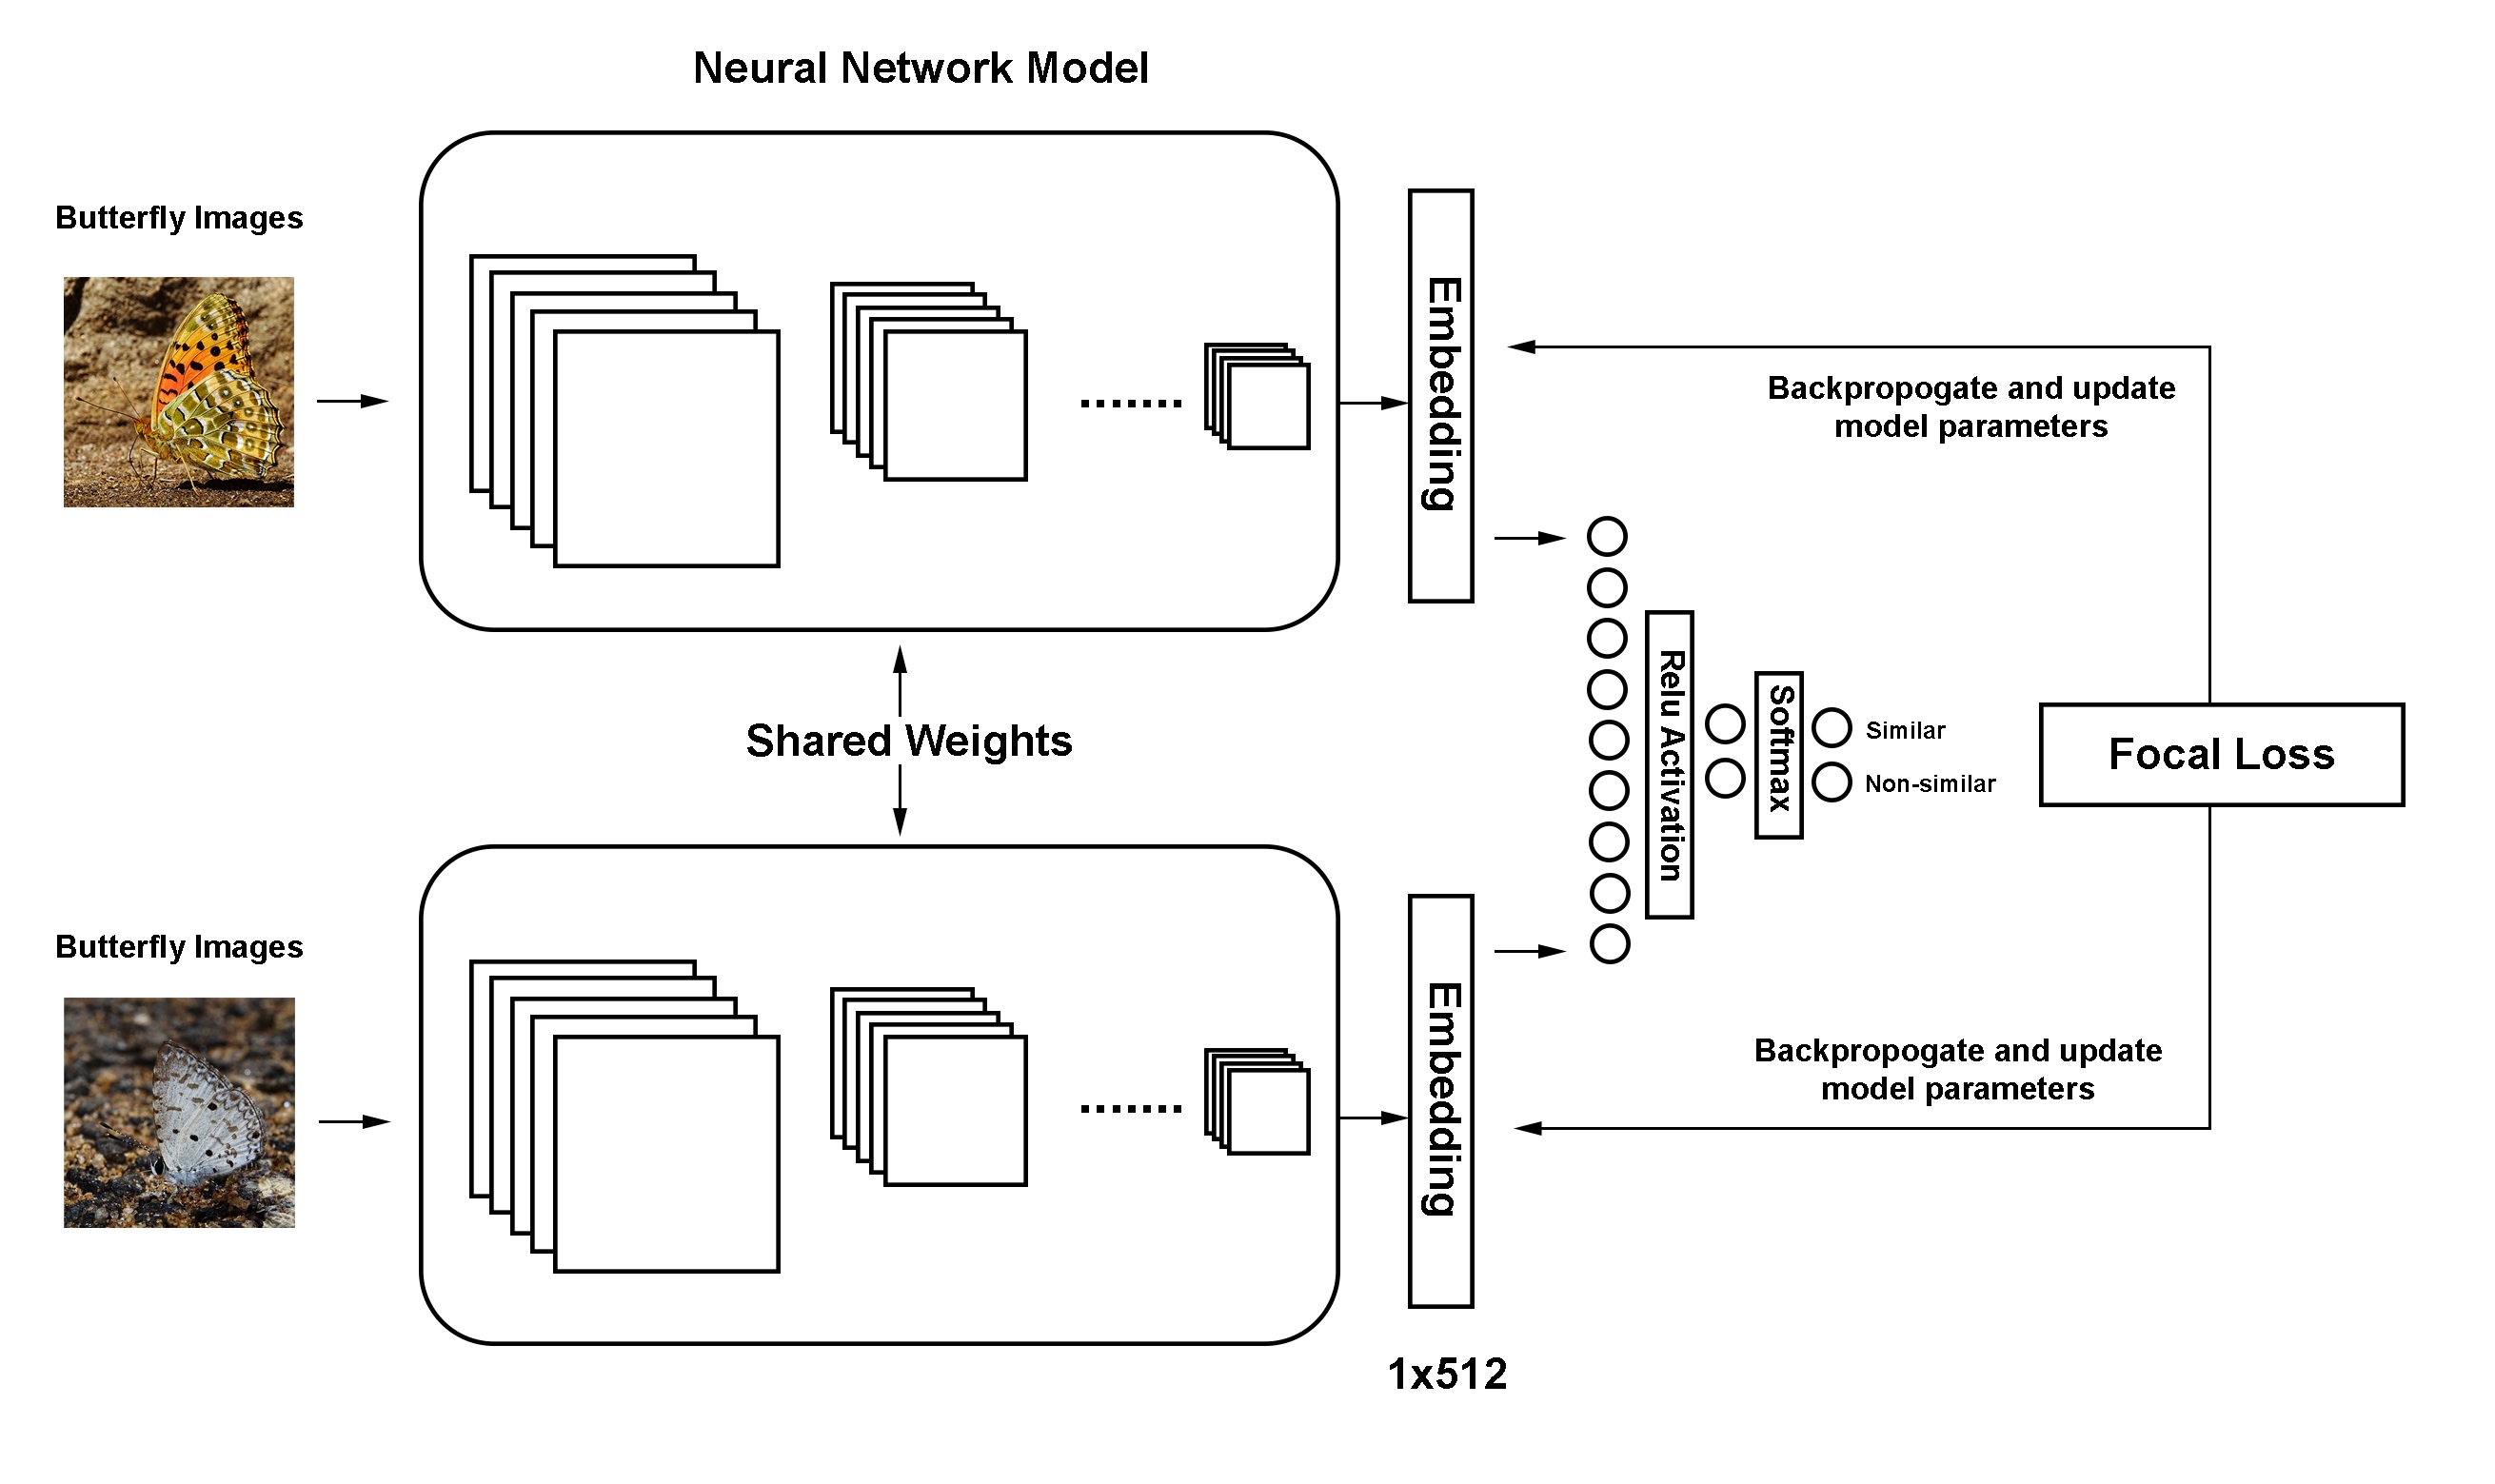 Neural Network Model
Butterfly Images
Embedding
Backpropogate and update
model parameters
Shared Weights
Relu Activation
Softmax
Similar
Non-similar
Focal Loss
Butterfly Images
Embedding
Backpropogate and update
model parameters
1x512